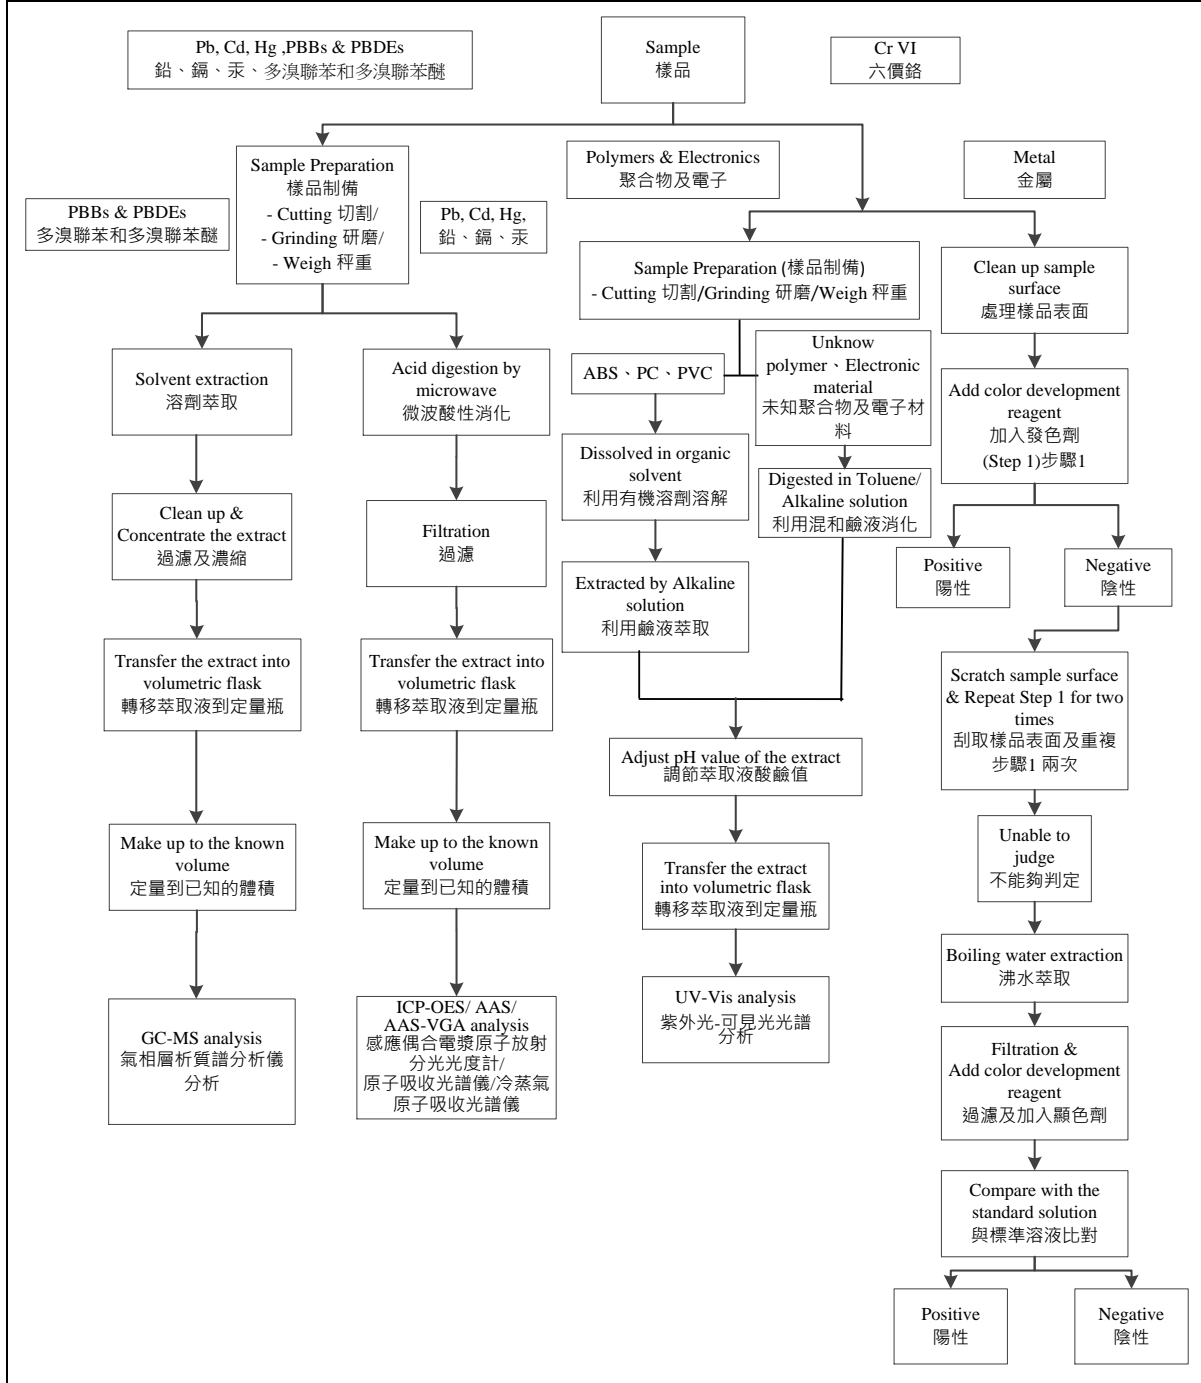 Pb, Cd, Hg ,PBBs & PBDEs
鉛、鎘、汞、多溴聯苯和多溴聯苯醚
Sample
樣品
Cr VI
六價鉻
Sample Preparation
樣品制備
- Cutting 切割/
- Grinding 研磨/
- Weigh 秤重
PBBs & PBDEs
多溴聯苯和多溴聯苯醚
Pb, Cd, Hg,
鉛、鎘、汞
Polymers & Electronics
聚合物及電子
Metal
金屬
Solvent extraction
溶劑萃取
Clean up &
Concentrate the extract
過濾及濃縮
Transfer the extract into
volumetric flask
轉移萃取液到定量瓶
Make up to the known
volume
定量到已知的體積
GC-MS analysis
氣相層析質譜分析儀
分析
Acid digestion by
microwave
微波酸性消化
Filtration
過濾
Transfer the extract into
volumetric flask
轉移萃取液到定量瓶
Make up to the known
volume
定量到已知的體積
ICP-OES/ AAS/
AAS-VGA analysis
感應偶合電漿原子放射
分光光度計/
原子吸收光譜儀/冷蒸氣
原子吸收光譜儀
Sample Preparation (樣品制備)
- Cutting 切割/Grinding 研磨/Weigh 秤重
ABS、PC、PVC
Dissolved in organic
solvent
利用有機溶劑溶解
Extracted by Alkaline
solution
利用鹼液萃取
Unknow
polymer、Electronic
material
未知聚合物及電子材
料
Digested in Toluene/
Alkaline solution
利用混和鹼液消化
Adjust pH value of the extract
調節萃取液酸鹼值
Transfer the extract
into volumetric flask
轉移萃取液到定量瓶
UV-Vis analysis
紫外光-可見光光譜
分析
Clean up sample
surface
處理樣品表面
Add color development
reagent
加入發色劑
(Step 1)步驟1
Positive
陽性
Negative
陰性
Scratch sample surface
& Repeat Step 1 for two
times
刮取樣品表面及重複
步驟1 兩次
Unable to
judge
不能夠判定
Boiling water extraction
沸水萃取
Filtration &
Add color development
reagent
過濾及加入顯色劑
Compare with the
standard solution
與標準溶液比對
Positive
陽性
Negative
陰性